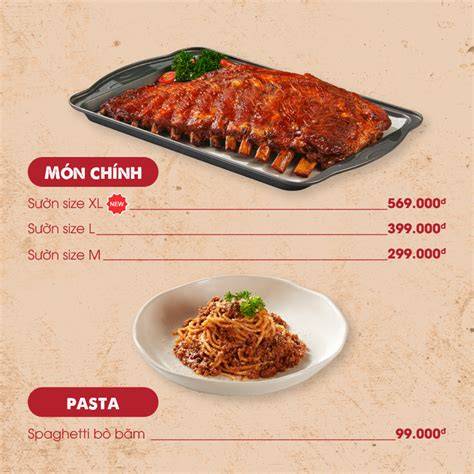 MÓN CHÍNH
Sườn size XL NEW 569.000đ
Sườn size L 399.000đ
Sườn size M 299.000đ
PASTA
Spaghetti bò băm 99.000đ